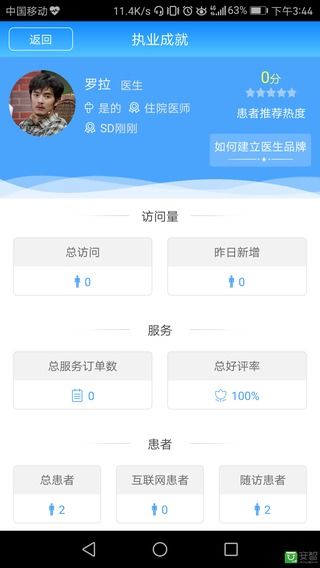 中国移动 11.4K/s 63% 下午3:44
返回 执业成就
罗拉 医生
0分
是的 住院医师
患者推荐热度
SD刚刚
如何建立医生品牌
访问量
总访问 昨日新增
0 0
服务
总服务订单数 总好评率
0 100%
患者
总患者 互联网患者 随访患者
2 0 2
安智